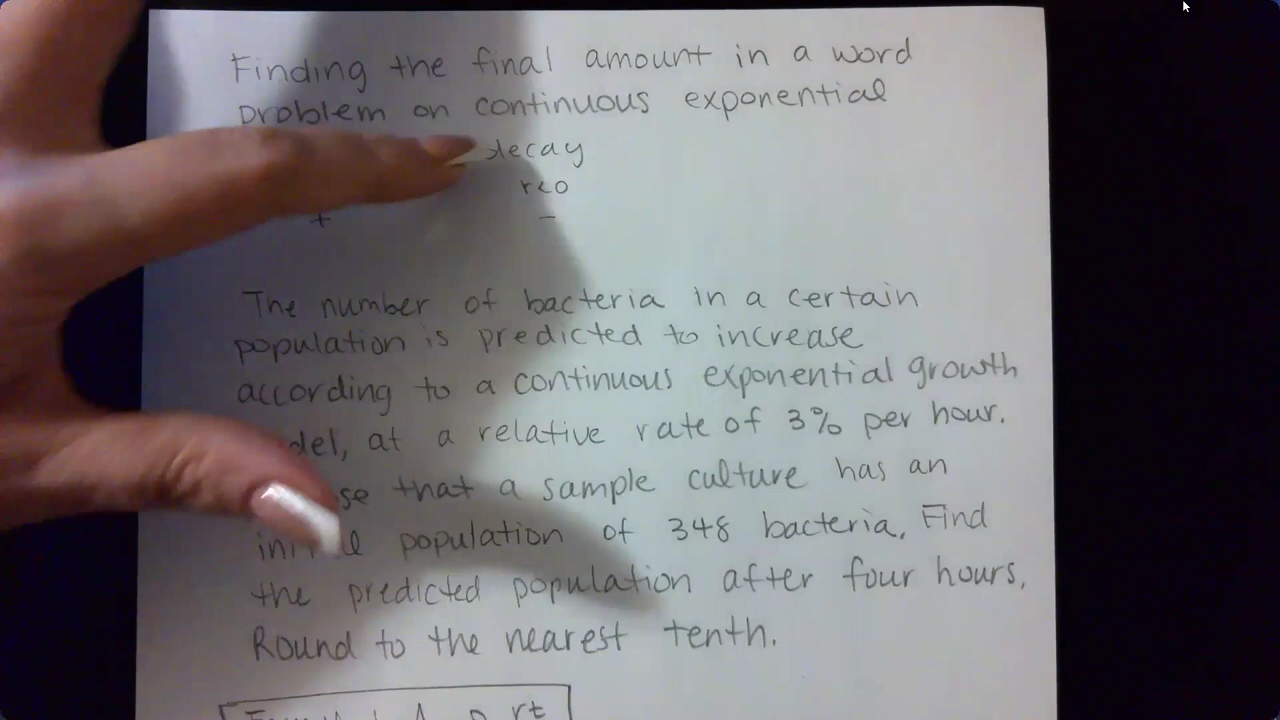 Finding the final amount in a word
problem on continuous exponential
decay
r<0
+ -
The number of bacteria in a certain
population is predicted to increase
according to a continuous exponential growth
del, at a relative rate of 3% per hour.
se that a sample culture has an
population of 348 bacteria. Find
the predicted population after four hours.
Round to the nearest tenth.
rt